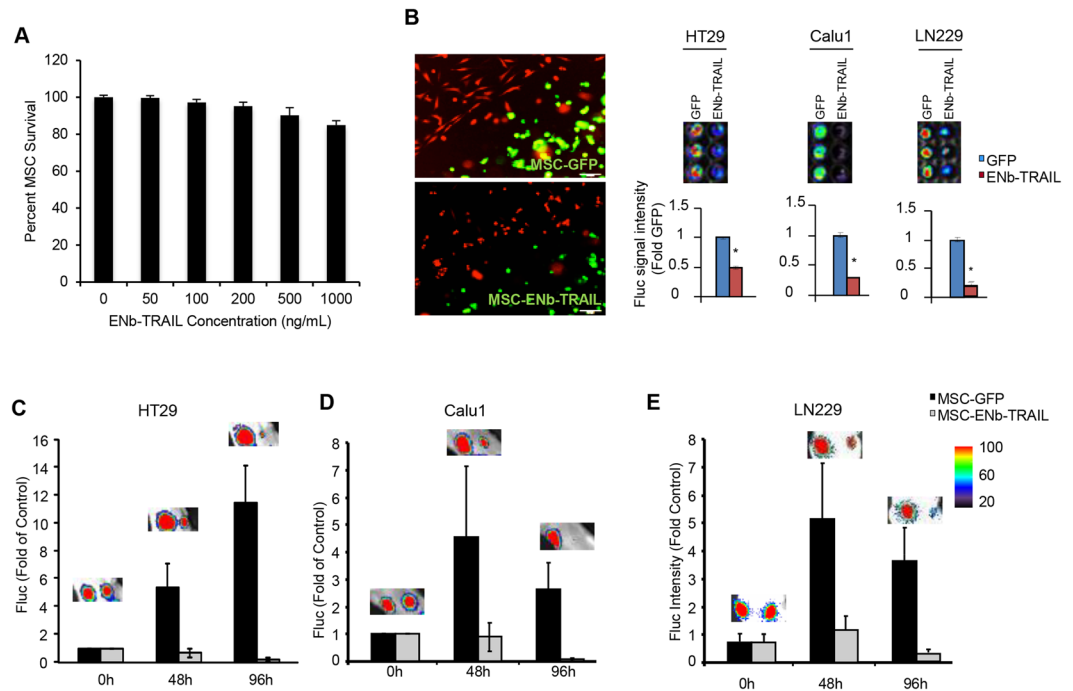 A
120
100
80
60
40
20
0
Percent MSC Survival
0 50 100 200 500 1000
ENb-TRAIL Concentration (ng/mL)
B
MSC-GFP
MSC-ENb-TRAIL
HT29 Calu1 LN229
GFP ENb-TRAIL GFP ENb-TRAIL GFP ENb-TRAIL
GFP
ENb-TRAIL
Fluc signal intensity
(Fold GFP)
1.5
1
0.5
0
*
1.5
1
0.5
0
*
1.5
1
0.5
0
*
C
HT29
Fluc (Fold of Control)
16
14
12
10
8
6
4
2
0
0h 48h 96h
D
Calu1
Fluc (Fold of Control)
8
7
6
5
4
3
2
1
0
0h 48h 96h
E
LN229
Fluc Intensity (Fold Control)
8
7
6
5
4
3
2
1
0
0h 48h 96h
MSC-GFP
MSC-ENb-TRAIL
100
60
20